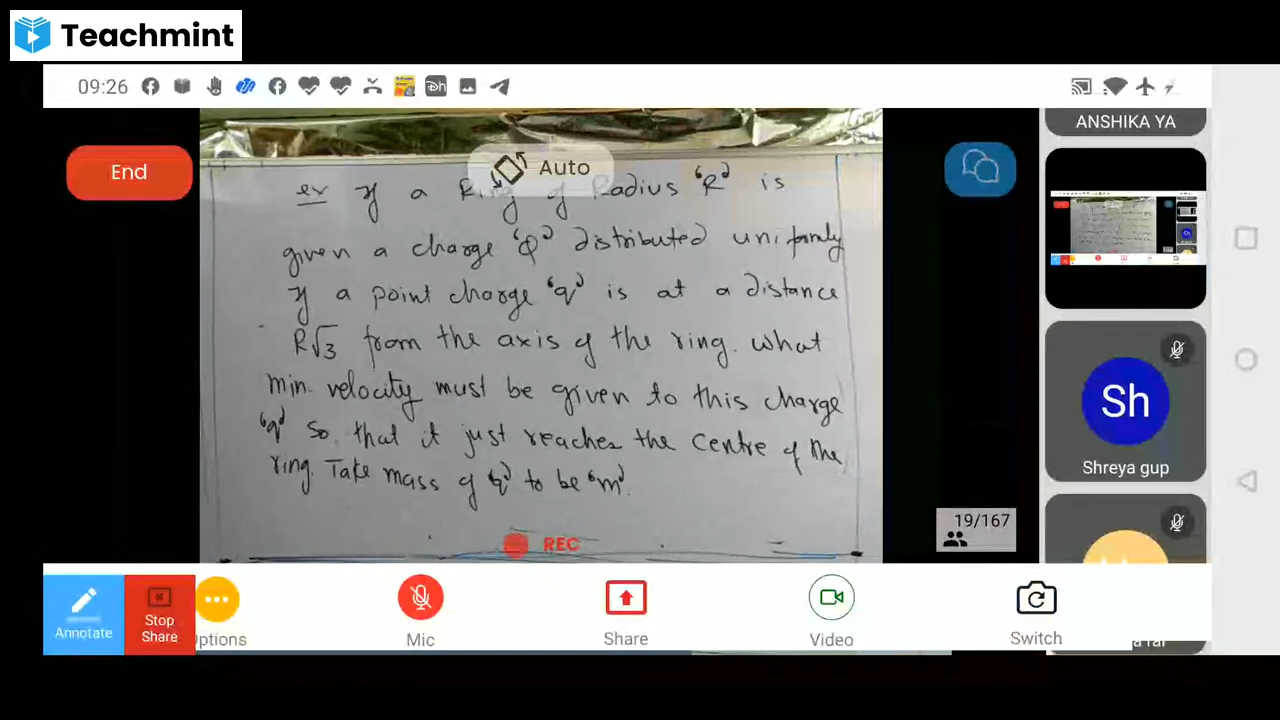 Teachmint
09:26
ANSHIKA YA
End
Auto
ex If a Ring of Radius 'R' is
given a charge 'Q' distributed uniformly
If a point charge 'q' is at a distance
R√3 from the axis of the ring. what
min. velocity must be given to this charge
'q' so that it just reaches the centre of the
ring. Take mass of 'q' to be 'm'.
REC
Sh
Shreya gup
19/167
Annotate
Stop
Share
ptions
Mic
Share
Video
Switch